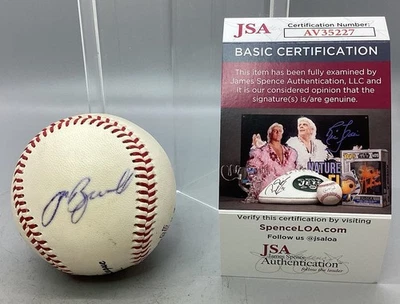 JSA
Certification Number:
AV35227
BASIC CERTIFICATION
This item has been fully examined by
James Spence Authentication, LLC and
it is our considered opinion that the
signature(s) is/are genuine.
NATURE
JETS
Verify this certification by visiting
SpenceLOA.com
Follow us @jsaloa
JSA
James Spence
Authentication